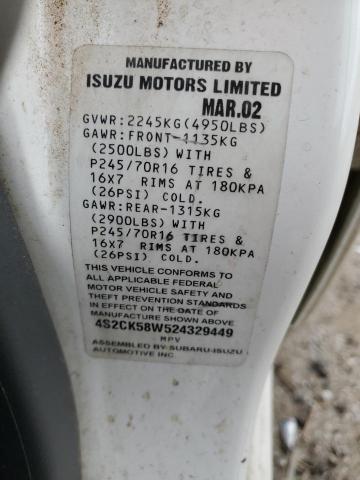 MANUFACTURED BY
ISUZU MOTORS LIMITED
MAR.02
GVWR:2245KG(4950LBS)
GAWR:FRONT-1135KG
(2500LBS) WITH
P245/70R16 TIRES &
16X7 RIMS AT 180KPA
(26PSI) COLD.
GAWR:REAR-1315KG
(2900LBS) WITH
P245/70R16 TIRES &
16X7 RIMS AT 180KPA
(26PSI) COLD.
THIS VEHICLE CONFORMS TO
ALL APPLICABLE FEDERAL
MOTOR VEHICLE SAFETY AND
THEFT PREVENTION STANDARDS
IN EFFECT ON THE DATE OF
MANUFACTURE SHOWN ABOVE
4S2CK58W524329449
MPV
ASSEMBLED BY SUBARU-ISUZU
AUTOMOTIVE INC